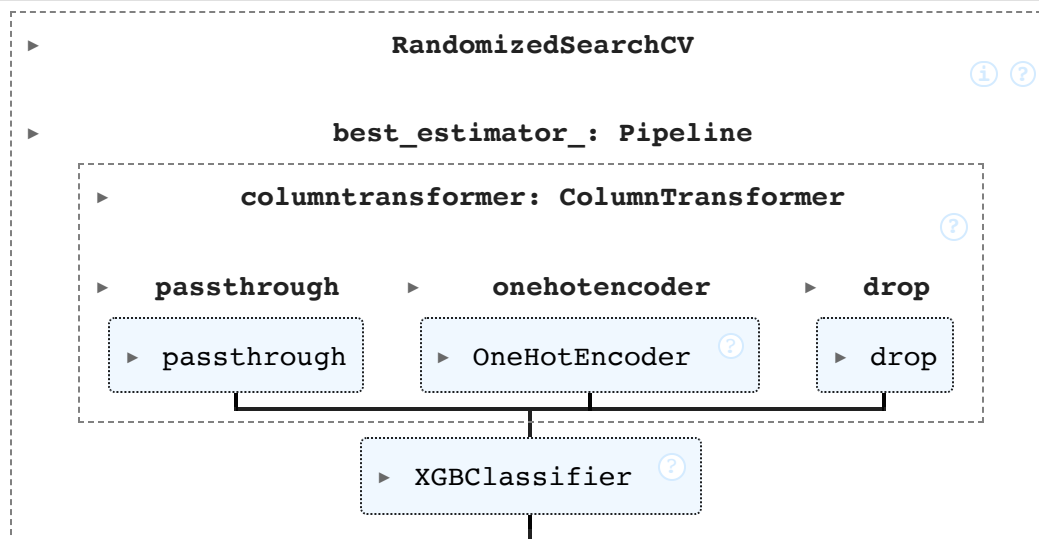 ▸ RandomizedSearchCV
i ?
▸ best_estimator_: Pipeline
▸ columntransformer: ColumnTransformer
?
▸ passthrough ▸ onehotencoder ▸ drop
▸ passthrough ▸ OneHotEncoder ? ▸ drop
▸ XGBClassifier ?